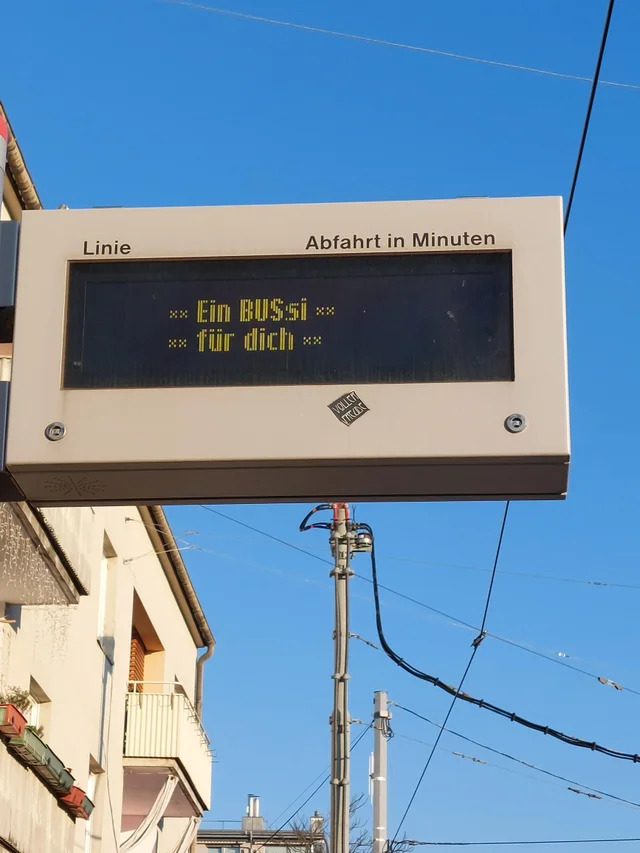 Linie Abfahrt in Minuten
×× Ein BUSsi ××
×× für dich ××